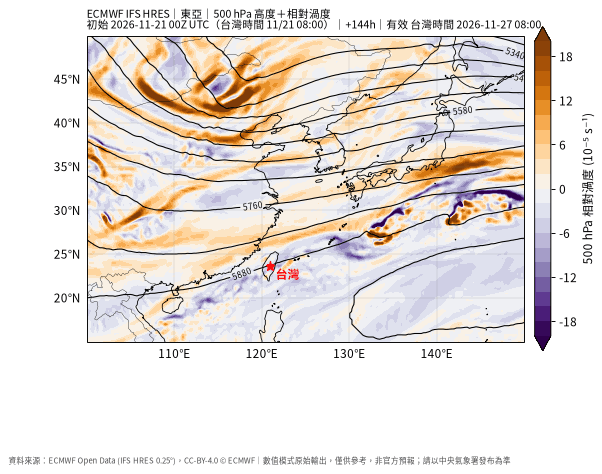 ECMWF IFS HRES｜東亞｜500 hPa 高度＋相對渦度
初始 2026-11-21 00Z UTC（台灣時間 11/21 08:00）｜+144h｜有效 台灣時間 2026-11-27 08:00
5340
5580
5760
5880
台灣
45°N
40°N
35°N
30°N
25°N
20°N
110°E
120°E
130°E
140°E
18
12
6
0
-6
-12
-18
500 hPa 相對渦度 (10⁻⁵ s⁻¹)
資料來源：ECMWF Open Data (IFS HRES 0.25°)，CC-BY-4.0 © ECMWF｜數值模式原始輸出，僅供參考，非官方預報；請以中央氣象署發布為準